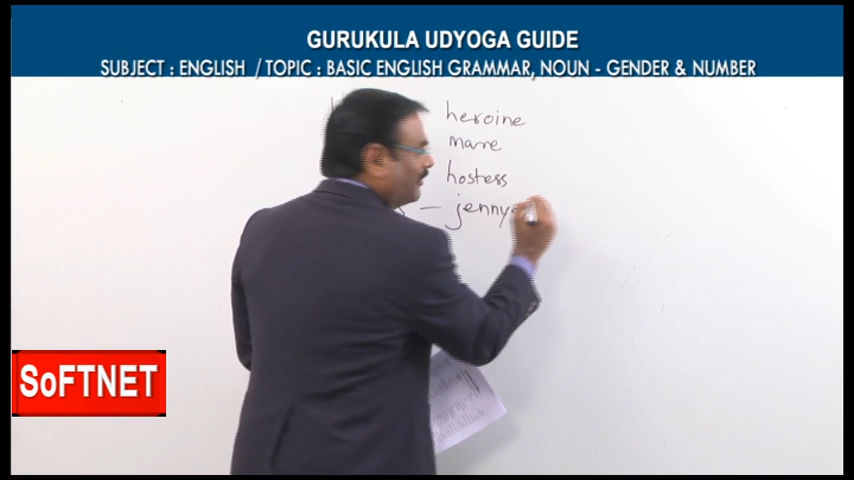 GURUKULA UDYOGA GUIDE
SUBJECT : ENGLISH / TOPIC : BASIC ENGLISH GRAMMAR, NOUN - GENDER & NUMBER
heroine
mare
hostess
s — jenny
SoFTNET